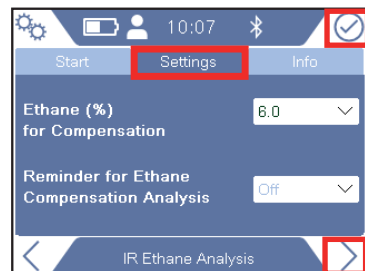 10:07
Start Settings Info
Ethane (%) 6.0
for Compensation
Reminder for Ethane
Compensation Analysis Off
IR Ethane Analysis